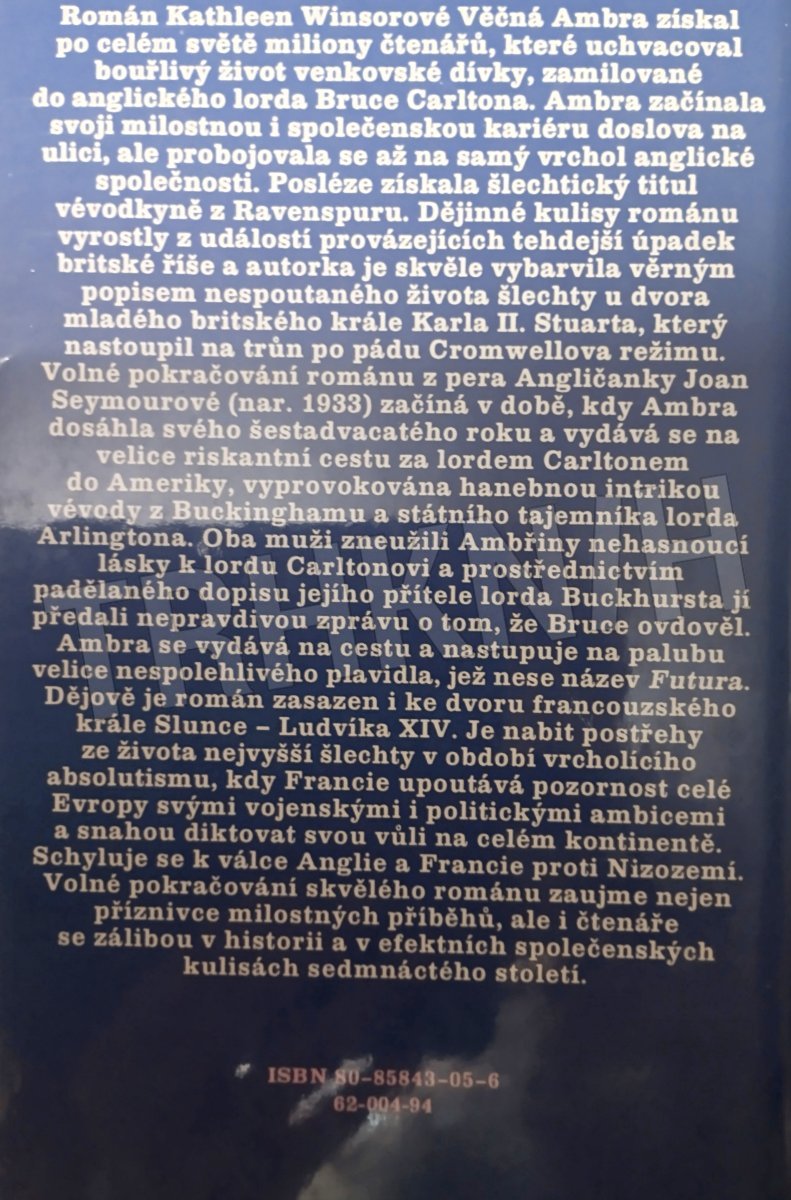 Román Kathleen Winsorové Věčná Ambra získal
po celém světě miliony čtenářů, které uchvacoval
bouřlivý život venkovské dívky, zamilované
do anglického lorda Bruce Carltona. Ambra začínala
svoji milostnou i společenskou kariéru doslova na
ulici, ale probojovala se až na samý vrchol anglické
společnosti. Posléze získala šlechtický titul
vévodkyně z Ravenspuru. Dějinné kulisy románu
vyrostly z událostí provázejících tehdejší úpadek
britské říše a autorka je skvěle vybarvila věrným
popisem nespoutaného života šlechty u dvora
mladého britského krále Karla II. Stuarta, který
nastoupil na trůn po pádu Cromwellova režimu.
Volné pokračování románu z pera Angličanky Joan
Seymourové (nar. 1933) začíná v době, kdy Ambra
dosáhla svého šestadvacatého roku a vydává se na
velice riskantní cestu za lordem Carltonem
do Ameriky, vyprovokována hanebnou intrikou
vévody z Buckinghamu a státního tajemníka lorda
Arlingtona. Oba muži zneužili Ambřiny nehasnoucí
lásky k lordu Carltonovi a prostřednictvím
padělaného dopisu jejího přítele lorda Buckhursta jí
předali nepravdivou zprávu o tom, že Bruce ovdověl.
Ambra se vydává na cestu a nastupuje na palubu
velice nespolehlivého plavidla, jež nese název Futura.
Dějově je román zasazen i ke dvoru francouzského
krále Slunce – Ludvíka XIV. Je nabit postřehy
ze života nejvyšší šlechty v období vrcholícího
absolutismu, kdy Francie upoutává pozornost celé
Evropy svými vojenskými i politickými ambicemi
a snahou diktovat svou vůli na celém kontinentě.
Schyluje se k válce Anglie a Francie proti Nizozemí.
Volné pokračování skvělého románu zaujme nejen
příznivce milostných příběhů, ale i čtenáře
se zálibou v historii a v efektních společenských
kulisách sedmnáctého století.
ISBN 80-85843-05-6
62-004-94